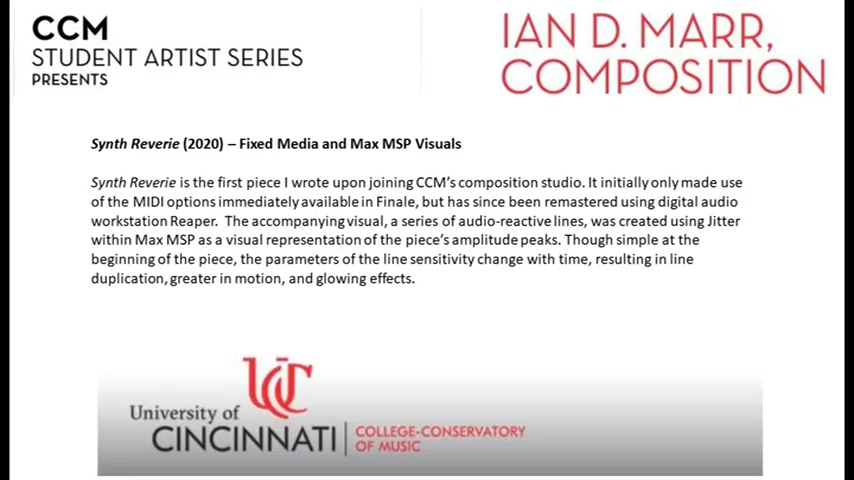 CCM
STUDENT ARTIST SERIES
PRESENTS
IAN D. MARR,
COMPOSITION
Synth Reverie (2020) – Fixed Media and Max MSP Visuals
Synth Reverie is the first piece I wrote upon joining CCM's composition studio. It initially only made use
of the MIDI options immediately available in Finale, but has since been remastered using digital audio
workstation Reaper.  The accompanying visual, a series of audio-reactive lines, was created using Jitter
within Max MSP as a visual representation of the piece's amplitude peaks. Though simple at the
beginning of the piece, the parameters of the line sensitivity change with time, resulting in line
duplication, greater in motion, and glowing effects.
UC
University of
CINCINNATI
COLLEGE-CONSERVATORY
OF MUSIC